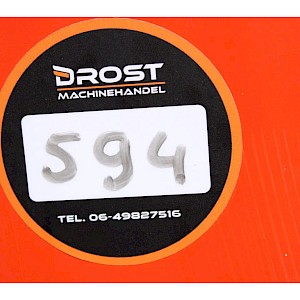 DROST
MACHINEHANDEL
594
TEL. 06-49827516